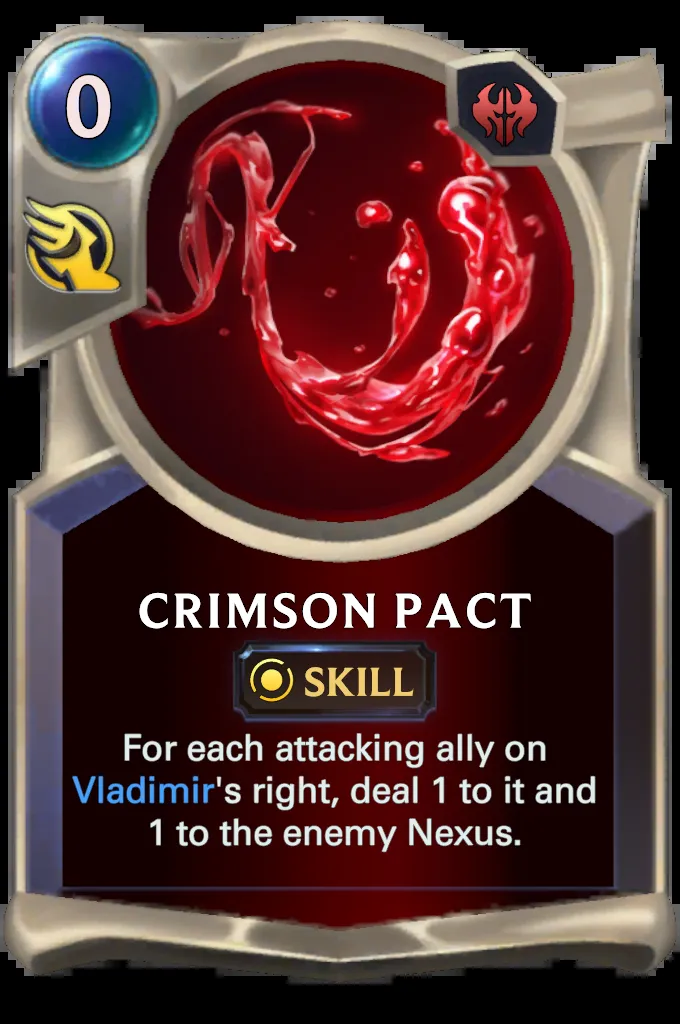 0
CRIMSON PACT
SKILL
For each attacking ally on
Vladimir's right, deal 1 to it and
1 to the enemy Nexus.